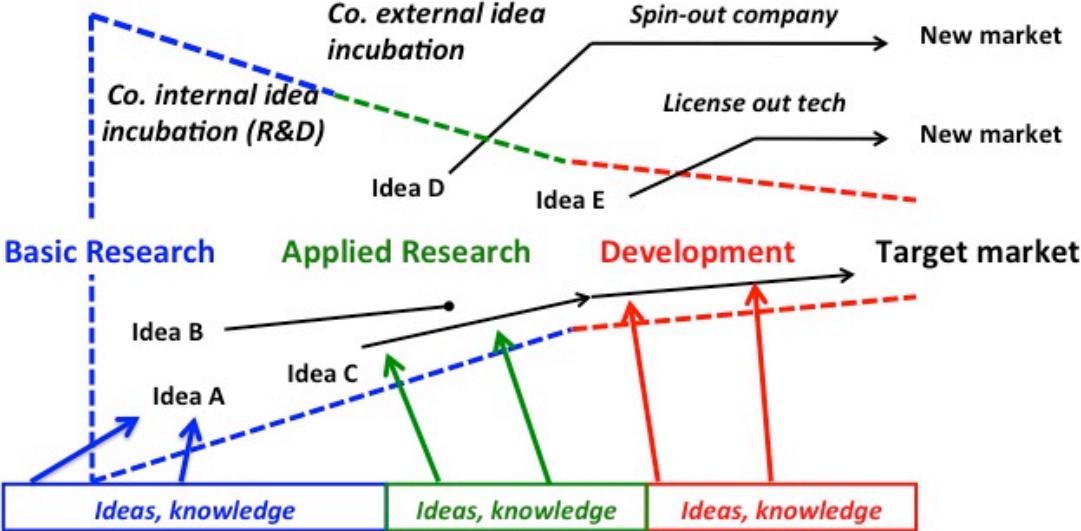 Co. external idea
incubation
Spin-out company
New market
Co. internal idea
incubation (R&D)
License out tech
New market
Idea D
Idea E
Basic Research
Applied Research
Development
Target market
Idea B
Idea C
Idea A
Ideas, knowledge
Ideas, knowledge
Ideas, knowledge